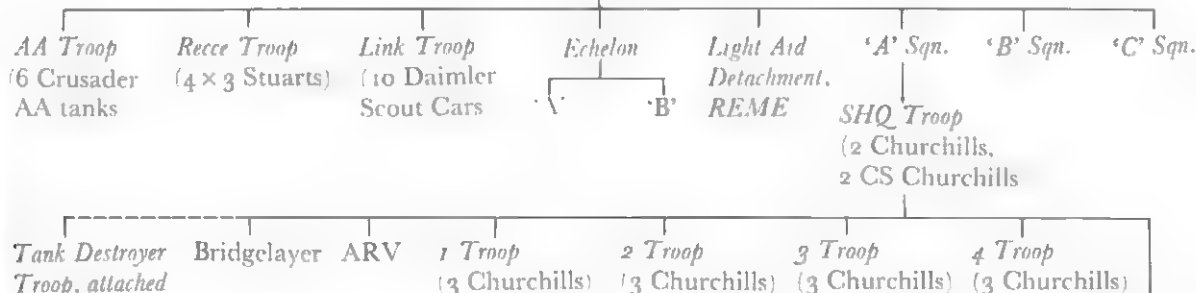 AA Troop
(6 Crusader
AA tanks
Recce Troop
(4 × 3 Stuarts)
Link Troop
(10 Daimler
Scout Cars
Echelon
'B'
Light Aid
Detachment,
REME
'A' Sqn.
'B' Sqn.
'C' Sqn.
SHQ Troop
(2 Churchills,
2 CS Churchills
Tank Destroyer
Troop, attached
Bridgelayer
ARV
1 Troop
(3 Churchills)
2 Troop
(3 Churchills)
3 Troop
(3 Churchills)
4 Troop
(3 Churchills)